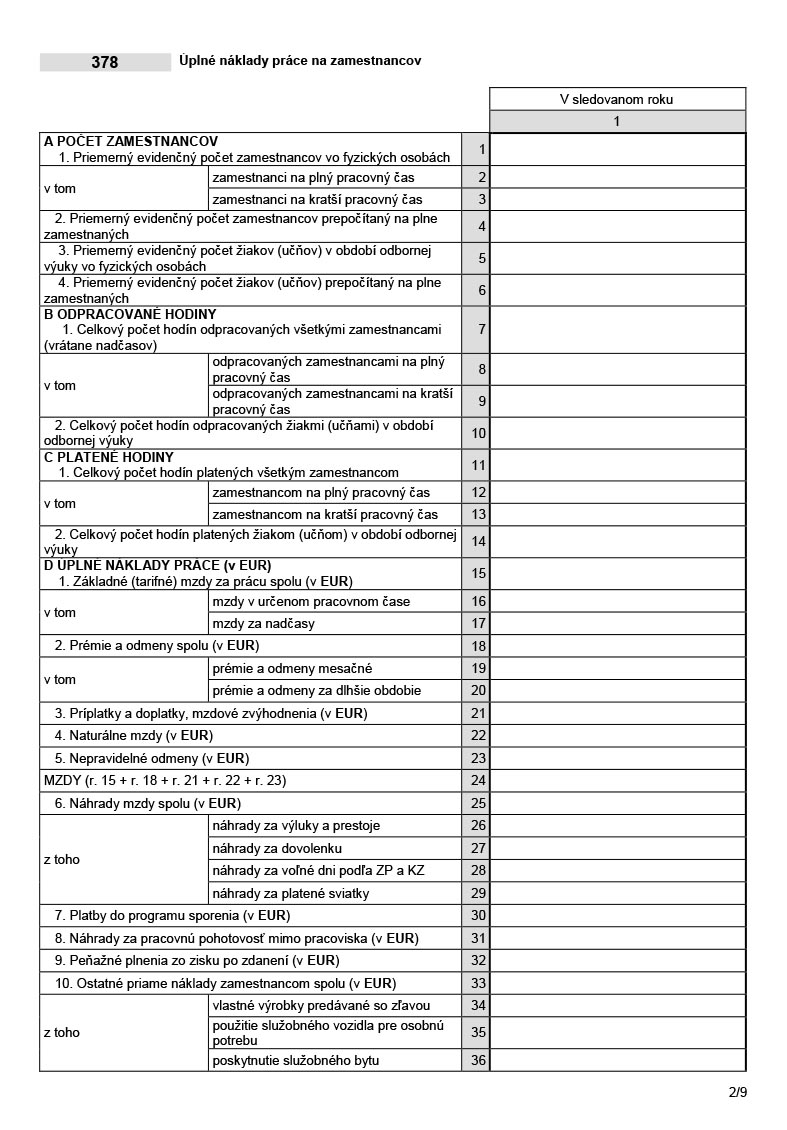 378
Úplné náklady práce na zamestnancov
V sledovanom roku
1
A POČET ZAMESTNANCOV
1. Priemerný evidenčný počet zamestnancov vo fyzických osobách
1
v tom
zamestnanci na plný pracovný čas
2
zamestnanci na kratší pracovný čas
3
2. Priemerný evidenčný počet zamestnancov prepočítaný na plne
zamestnaných
4
3. Priemerný evidenčný počet žiakov (učňov) v období odbornej
výuky vo fyzických osobách
5
4. Priemerný evidenčný počet žiakov (učňov) prepočítaný na plne
zamestnaných
6
B ODPRACOVANÉ HODINY
1. Celkový počet hodín odpracovaných všetkými zamestnancami
(vrátane nadčasov)
7
v tom
odpracovaných zamestnancami na plný
pracovný čas
8
odpracovaných zamestnancami na kratší
pracovný čas
9
2. Celkový počet hodín odpracovaných žiakmi (učňami) v období
odbornej výuky
10
C PLATENÉ HODINY
1. Celkový počet hodín platených všetkým zamestnancom
11
v tom
zamestnancom na plný pracovný čas
12
zamestnancom na kratší pracovný čas
13
2. Celkový počet hodín platených žiakom (učňom) v období odbornej
výuky
14
D ÚPLNÉ NÁKLADY PRÁCE (v EUR)
1. Základné (tarifné) mzdy za prácu spolu (v EUR)
15
v tom
mzdy v určenom pracovnom čase
16
mzdy za nadčasy
17
2. Prémie a odmeny spolu (v EUR)
18
v tom
prémie a odmeny mesačné
19
prémie a odmeny za dlhšie obdobie
20
3. Príplatky a doplatky, mzdové zvýhodnenia (v EUR)
21
4. Naturálne mzdy (v EUR)
22
5. Nepravidelné odmeny (v EUR)
23
MZDY (r. 15 + r. 18 + r. 21 + r. 22 + r. 23)
24
6. Náhrady mzdy spolu (v EUR)
25
z toho
náhrady za výluky a prestoje
26
náhrady za dovolenku
27
náhrady za voľné dni podľa ZP a KZ
28
náhrady za platené sviatky
29
7. Platby do programu sporenia (v EUR)
30
8. Náhrady za pracovnú pohotovosť mimo pracoviska (v EUR)
31
9. Peňažné plnenia zo zisku po zdanení (v EUR)
32
10. Ostatné priame náklady zamestnancom spolu (v EUR)
33
z toho
vlastné výrobky predávané so zľavou
34
použitie služobného vozidla pre osobnú
potrebu
35
poskytnutie služobného bytu
36
2/9